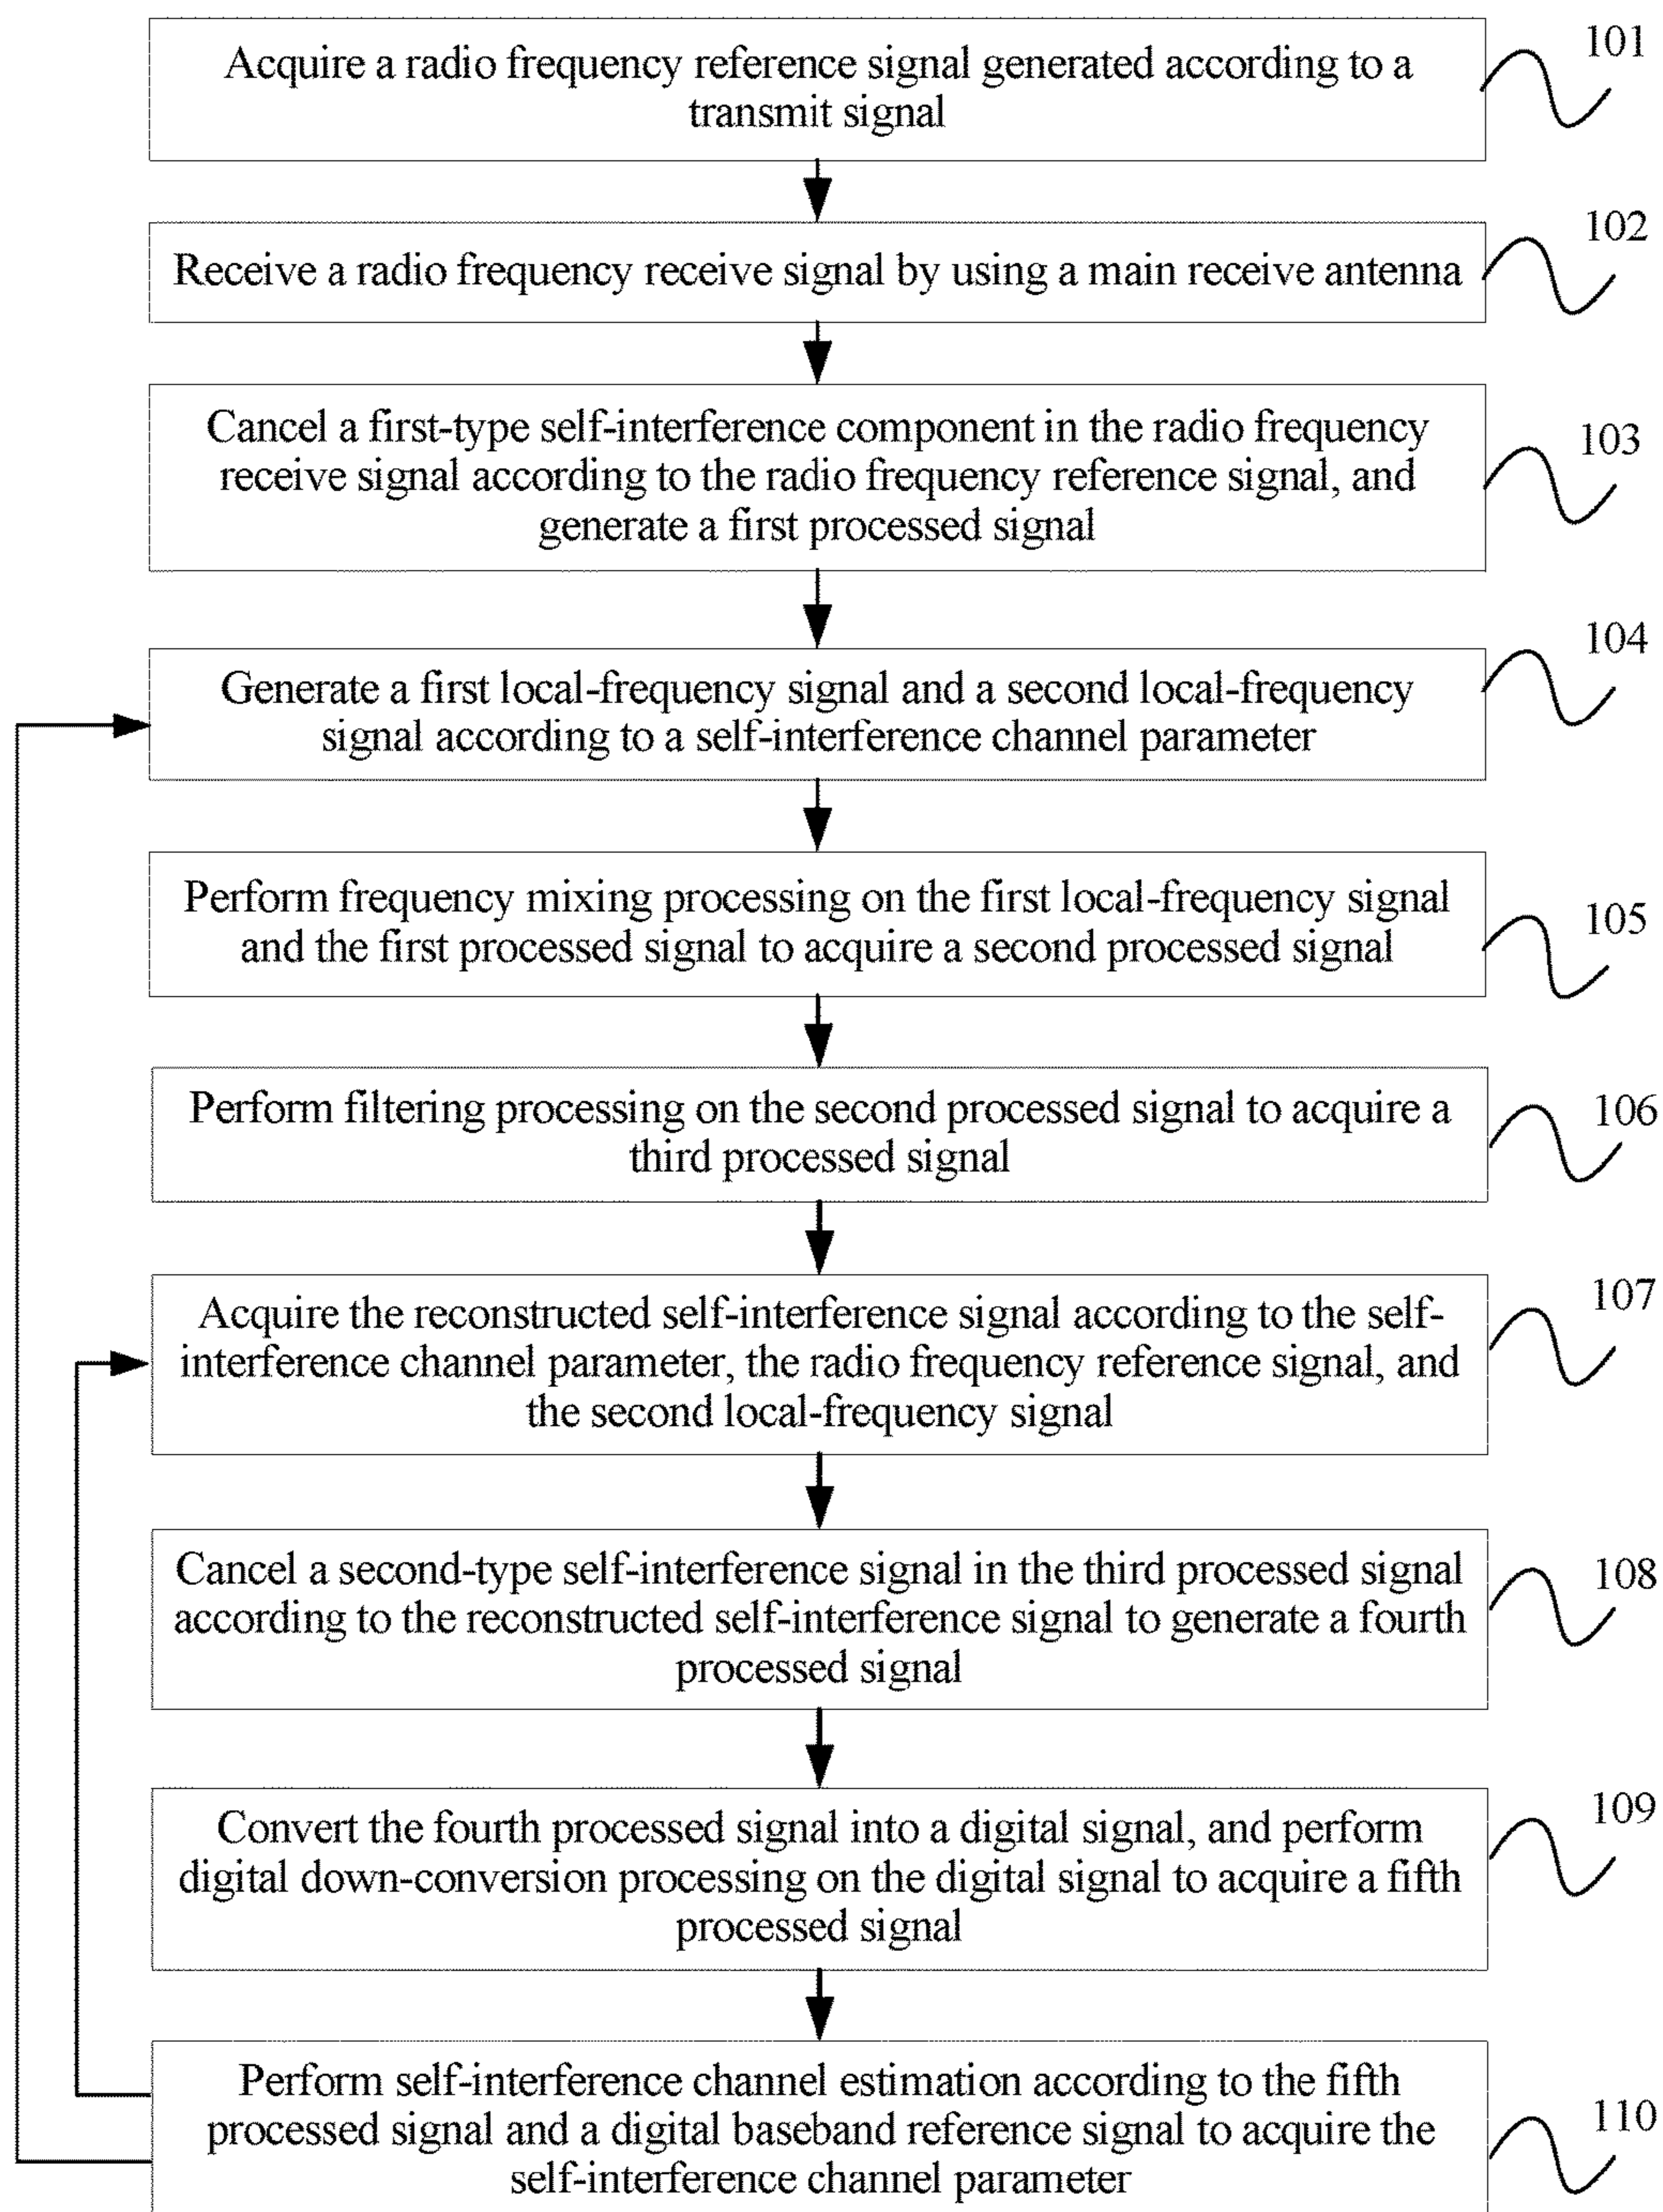 101
Acquire a radio frequency reference signal generated according to a
transmit signal
102
Receive a radio frequency receive signal by using a main receive antenna
103
Cancel a first-type self-interference component in the radio frequency
receive signal according to the radio frequency reference signal, and
generate a first processed signal
104
Generate a first local-frequency signal and a second local-frequency
signal according to a self-interference channel parameter
105
Perform frequency mixing processing on the first local-frequency signal
and the first processed signal to acquire a second processed signal
106
Perform filtering processing on the second processed signal to acquire a
third processed signal
107
Acquire the reconstructed self-interference signal according to the self-
interference channel parameter, the radio frequency reference signal, and
the second local-frequency signal
108
Cancel a second-type self-interference signal in the third processed signal
according to the reconstructed self-interference signal to generate a fourth
processed signal
109
Convert the fourth processed signal into a digital signal, and perform
digital down-conversion processing on the digital signal to acquire a fifth
processed signal
110
Perform self-interference channel estimation according to the fifth
processed signal and a digital baseband reference signal to acquire the
self-interference channel parameter